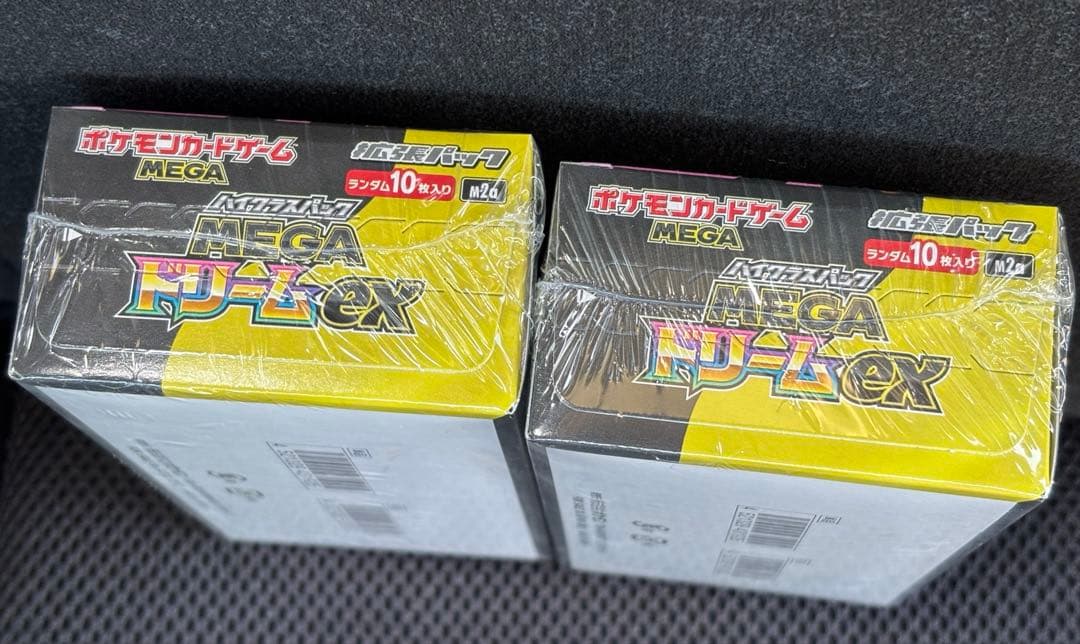 ポケモンカードゲーム
MEGA
拡張パック
ランダム10枚入り
M2a
ハイクラスパック
MEGA
ドリームex
ポケモンカードゲーム
MEGA
拡張パック
ランダム10枚入り
M2a
ハイクラスパック
MEGA
ドリームex